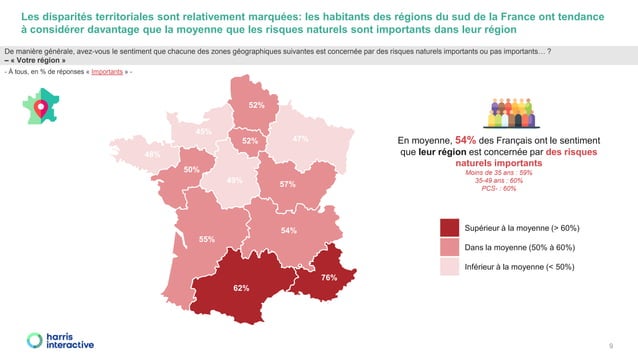 Les disparités territoriales sont relativement marquées: les habitants des régions du sud de la France ont tendance
à considérer davantage que la moyenne que les risques naturels sont importants dans leur région
De manière générale, avez-vous le sentiment que chacune des zones géographiques suivantes est concernée par des risques naturels importants ou pas importants… ?
– « Votre région »
- À tous, en % de réponses « Importants » -
52%
45%
52%
47%
48%
50%
49%
57%
55%
54%
62%
76%
En moyenne, 54% des Français ont le sentiment
que leur région est concernée par des risques
naturels importants
Moins de 35 ans : 59%
35-49 ans : 60%
PCS- : 60%
Supérieur à la moyenne (> 60%)
Dans la moyenne (50% à 60%)
Inférieur à la moyenne (< 50%)
harris
interactive
9